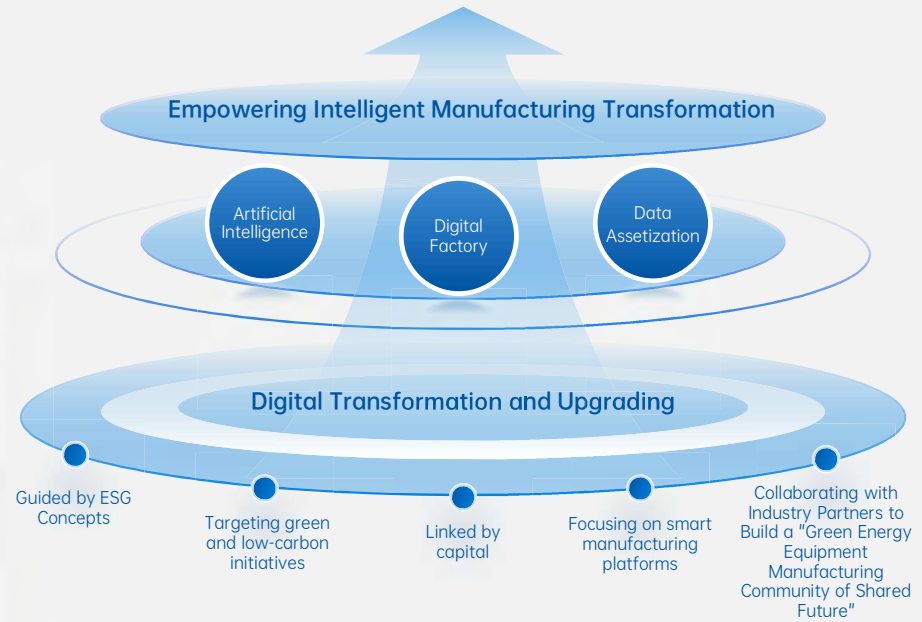 Empowering Intelligent Manufacturing Transformation
Artificial
Intelligence
Digital
Factory
Data
Assetization
Digital Transformation and Upgrading
Guided by ESG
Concepts
Targeting green
and low-carbon
initiatives
Linked by
capital
Focusing on smart
manufacturing
platforms
Collaborating with
Industry Partners to
Build a "Green Energy
Equipment
Manufacturing
Community of Shared
Future"